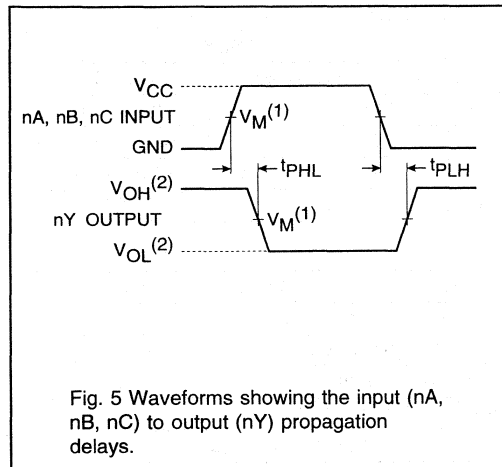 VCC
nA, nB, nC INPUT
VM(1)
GND
tPHL
tPLH
VOH(2)
nY OUTPUT
VM(1)
VOL(2)
Fig. 5 Waveforms showing the input (nA,
nB, nC) to output (nY) propagation
delays.